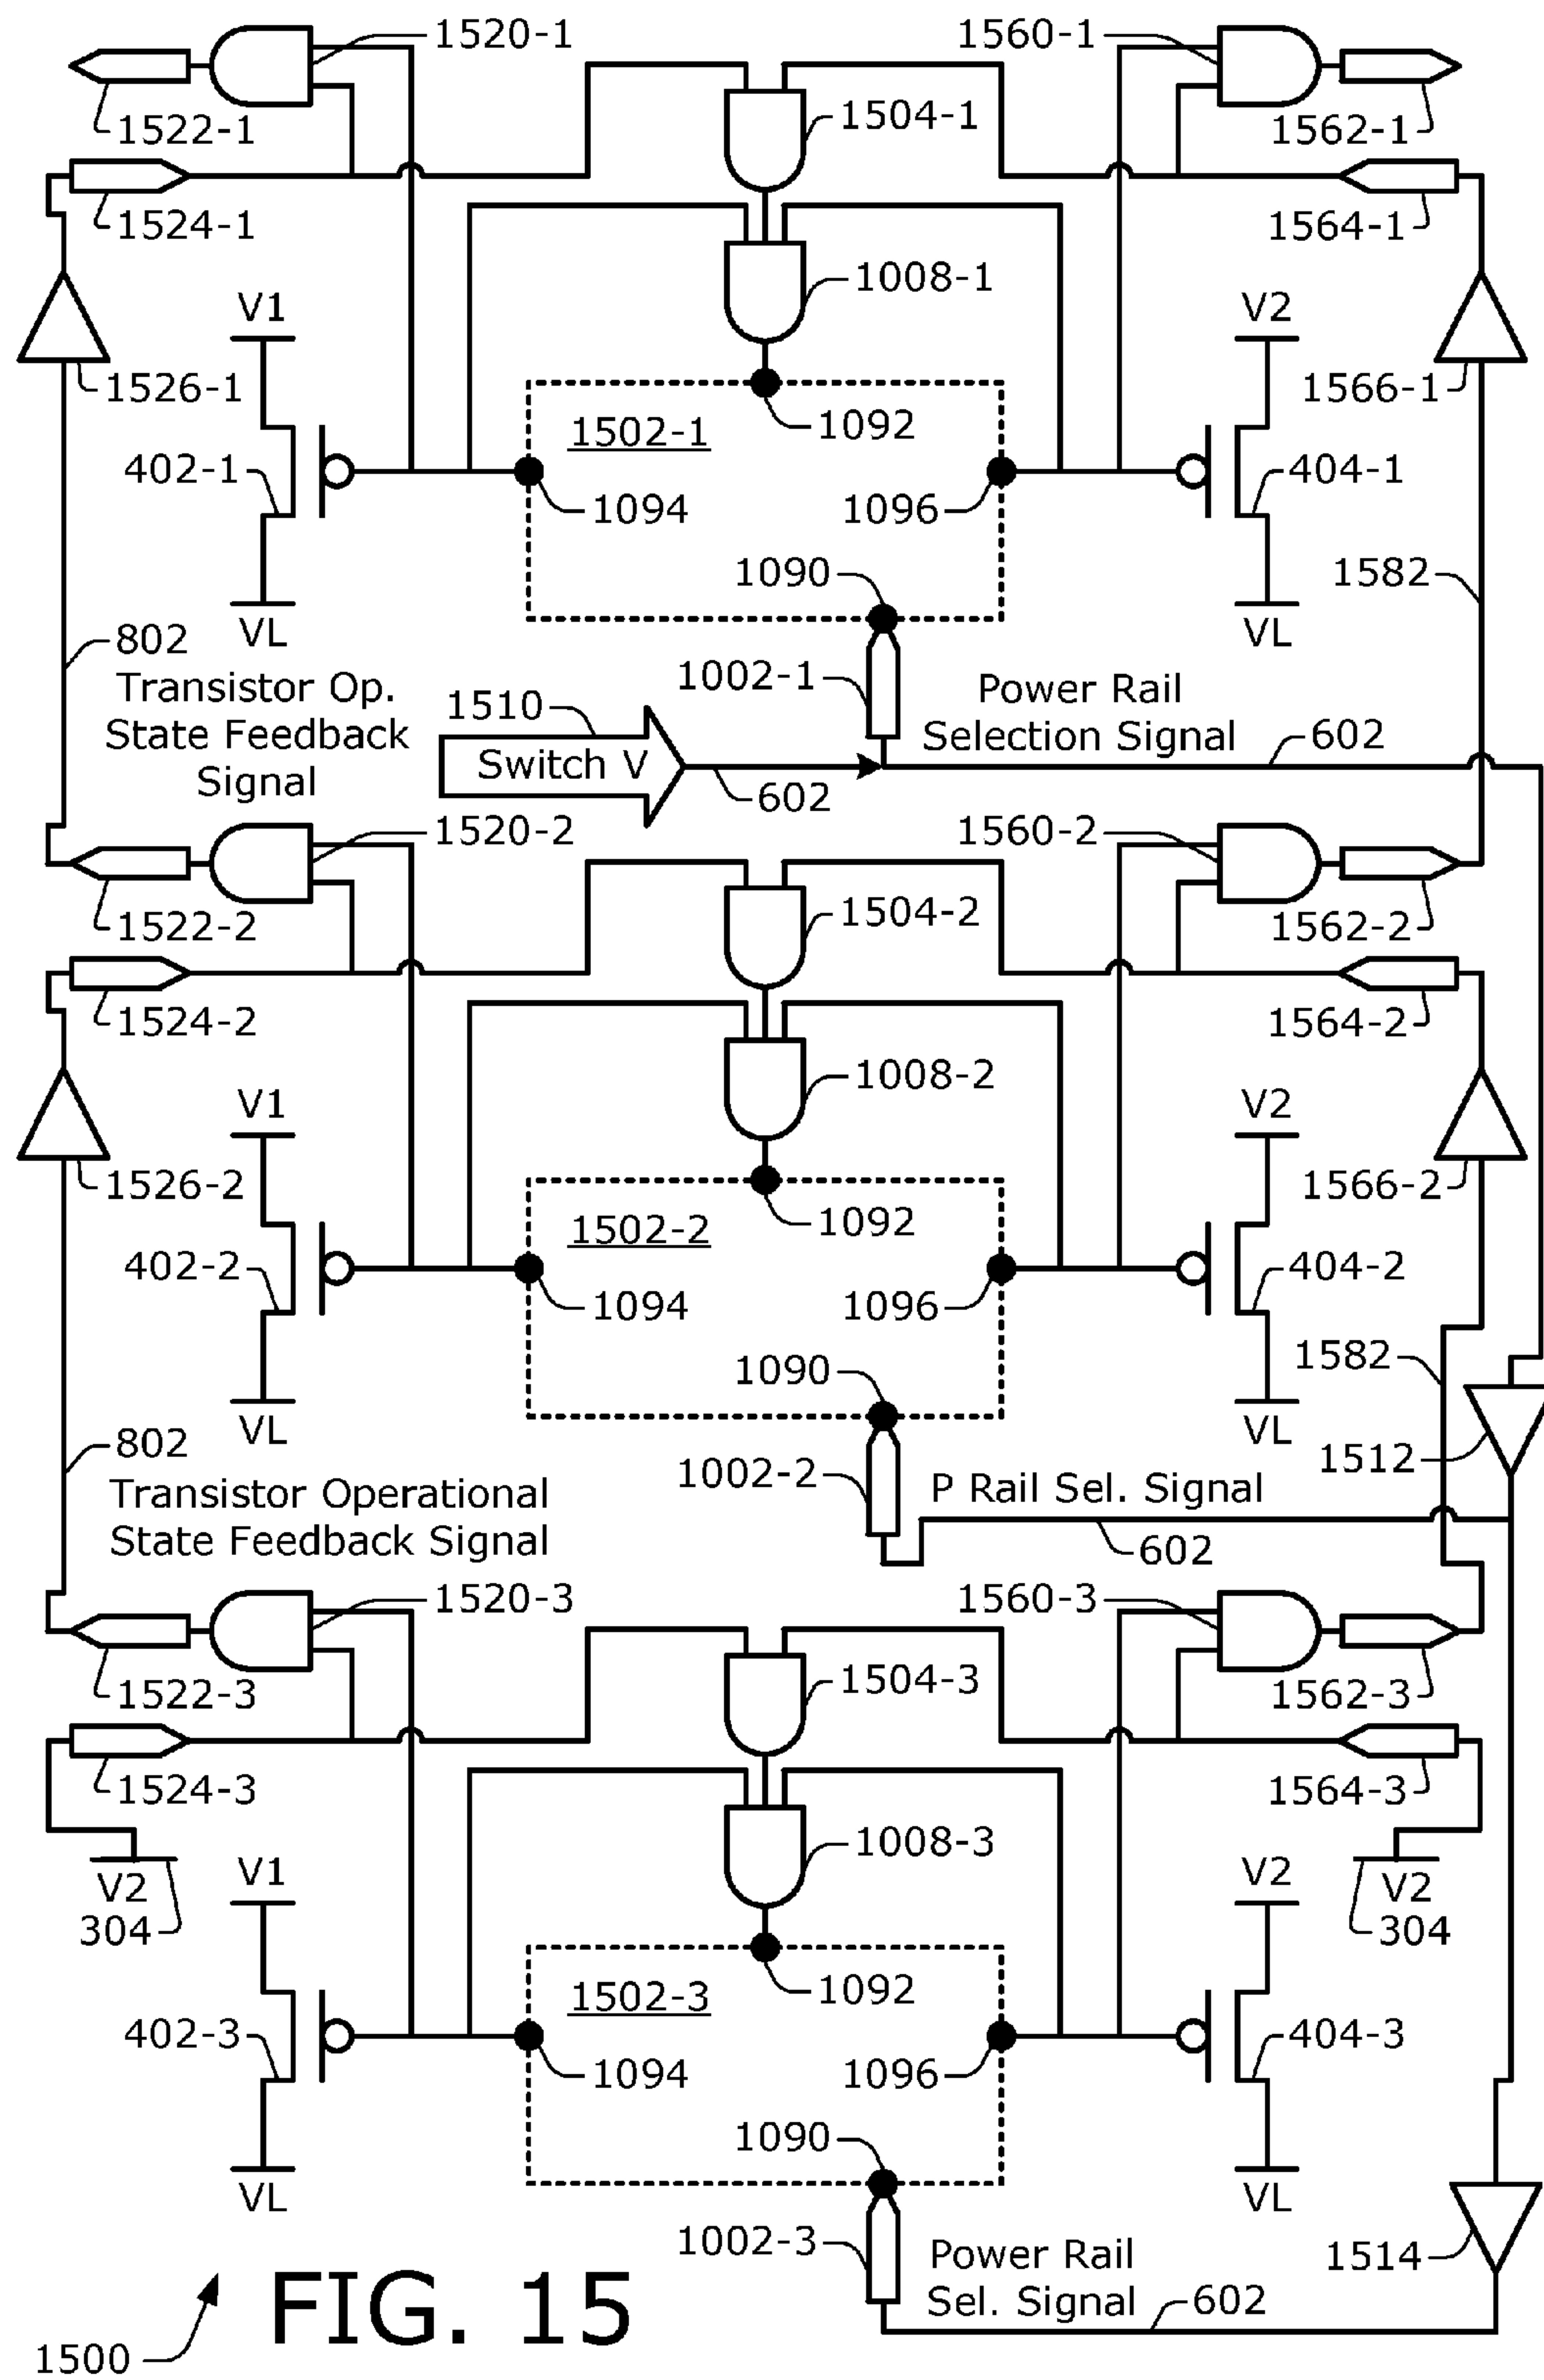 1520-1
1560-1
1522-1
1504-1
1562-1
1524-1
1564-1
1008-1
V1
V2
1526-1
1566-1
1092
1502-1
402-1
404-1
1094
1096
1090
1582
VL
VL
802
1002-1
Transistor Op.
State Feedback
Signal
1510
Switch V
Power Rail
Selection Signal
602
602
1520-2
1560-2
1522-2
1504-2
1562-2
1524-2
1564-2
1008-2
V1
V2
1526-2
1566-2
1092
1502-2
402-2
404-2
1094
1096
1090
1582
VL
VL
802
1002-2
1512
Transistor Operational
State Feedback Signal
P Rail Sel. Signal
602
1520-3
1560-3
1522-3
1504-3
1562-3
1524-3
1564-3
1008-3
V2
304
V1
V2
V2
304
1092
1502-3
402-3
404-3
1094
1096
1090
VL
VL
1002-3
1514
Power Rail
Sel. Signal
602
FIG. 15
1500